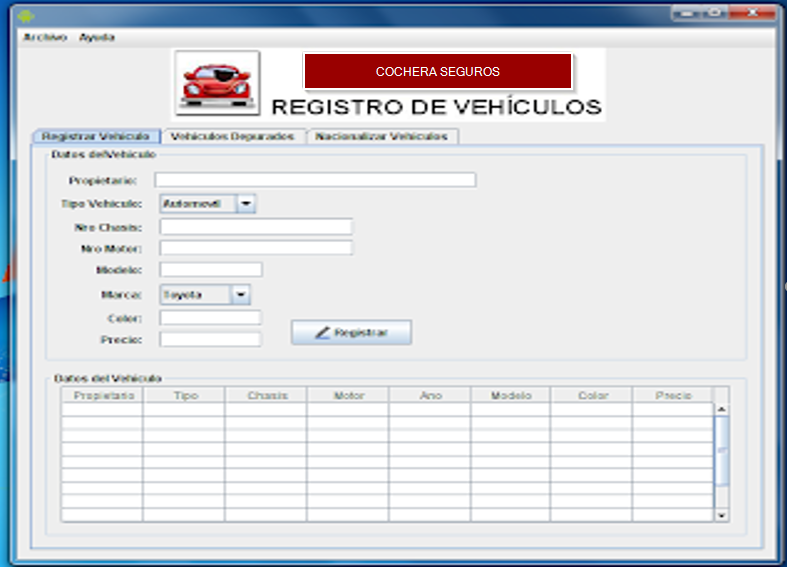 Archivo Ayuda
COCHERA SEGUROS
REGISTRO DE VEHÍCULOS
Registrar Vehiculo Vehiculos Depurados Nacionalizar Vehiculos
Datos del Vehiculo
Propietario:
Tipo Vehiculo: Automovil
Nro Chasis:
Nro Motor:
Modelo:
Marca: Toyota
Color:
Precio: Registrar
Datos del Vehiculo
Propietario Tipo Chasis Motor Ano Modelo Color Precio